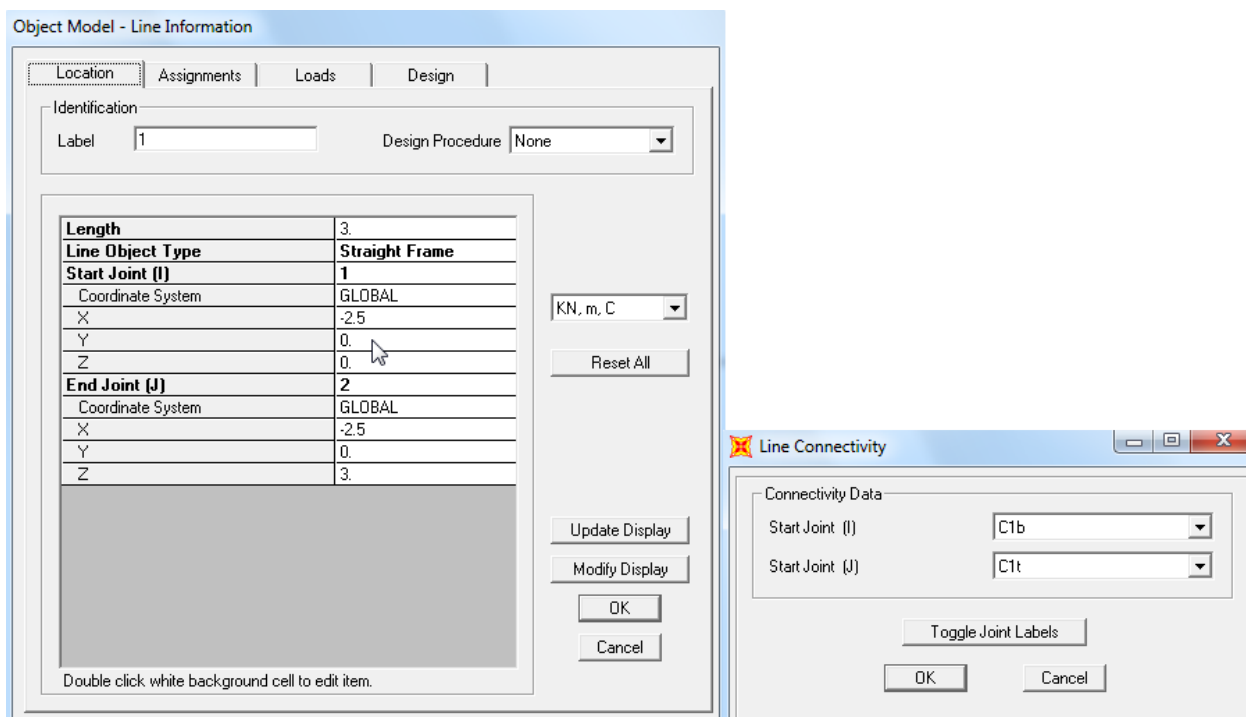 Object Model - Line Information
Location Assignments Loads Design
Identification
Label 1 Design Procedure None
Length 3.
Line Object Type Straight Frame
Start Joint (I) 1
Coordinate System GLOBAL
X -2.5
Y 0.
Z 0.
End Joint (J) 2
Coordinate System GLOBAL
X -2.5
Y 0.
Z 3.
KN, m, C
Reset All
Update Display
Modify Display
OK
Cancel
Double click white background cell to edit item.
Line Connectivity
Connectivity Data
Start Joint (I) C1b
Start Joint (J) C1t
Toggle Joint Labels
OK Cancel